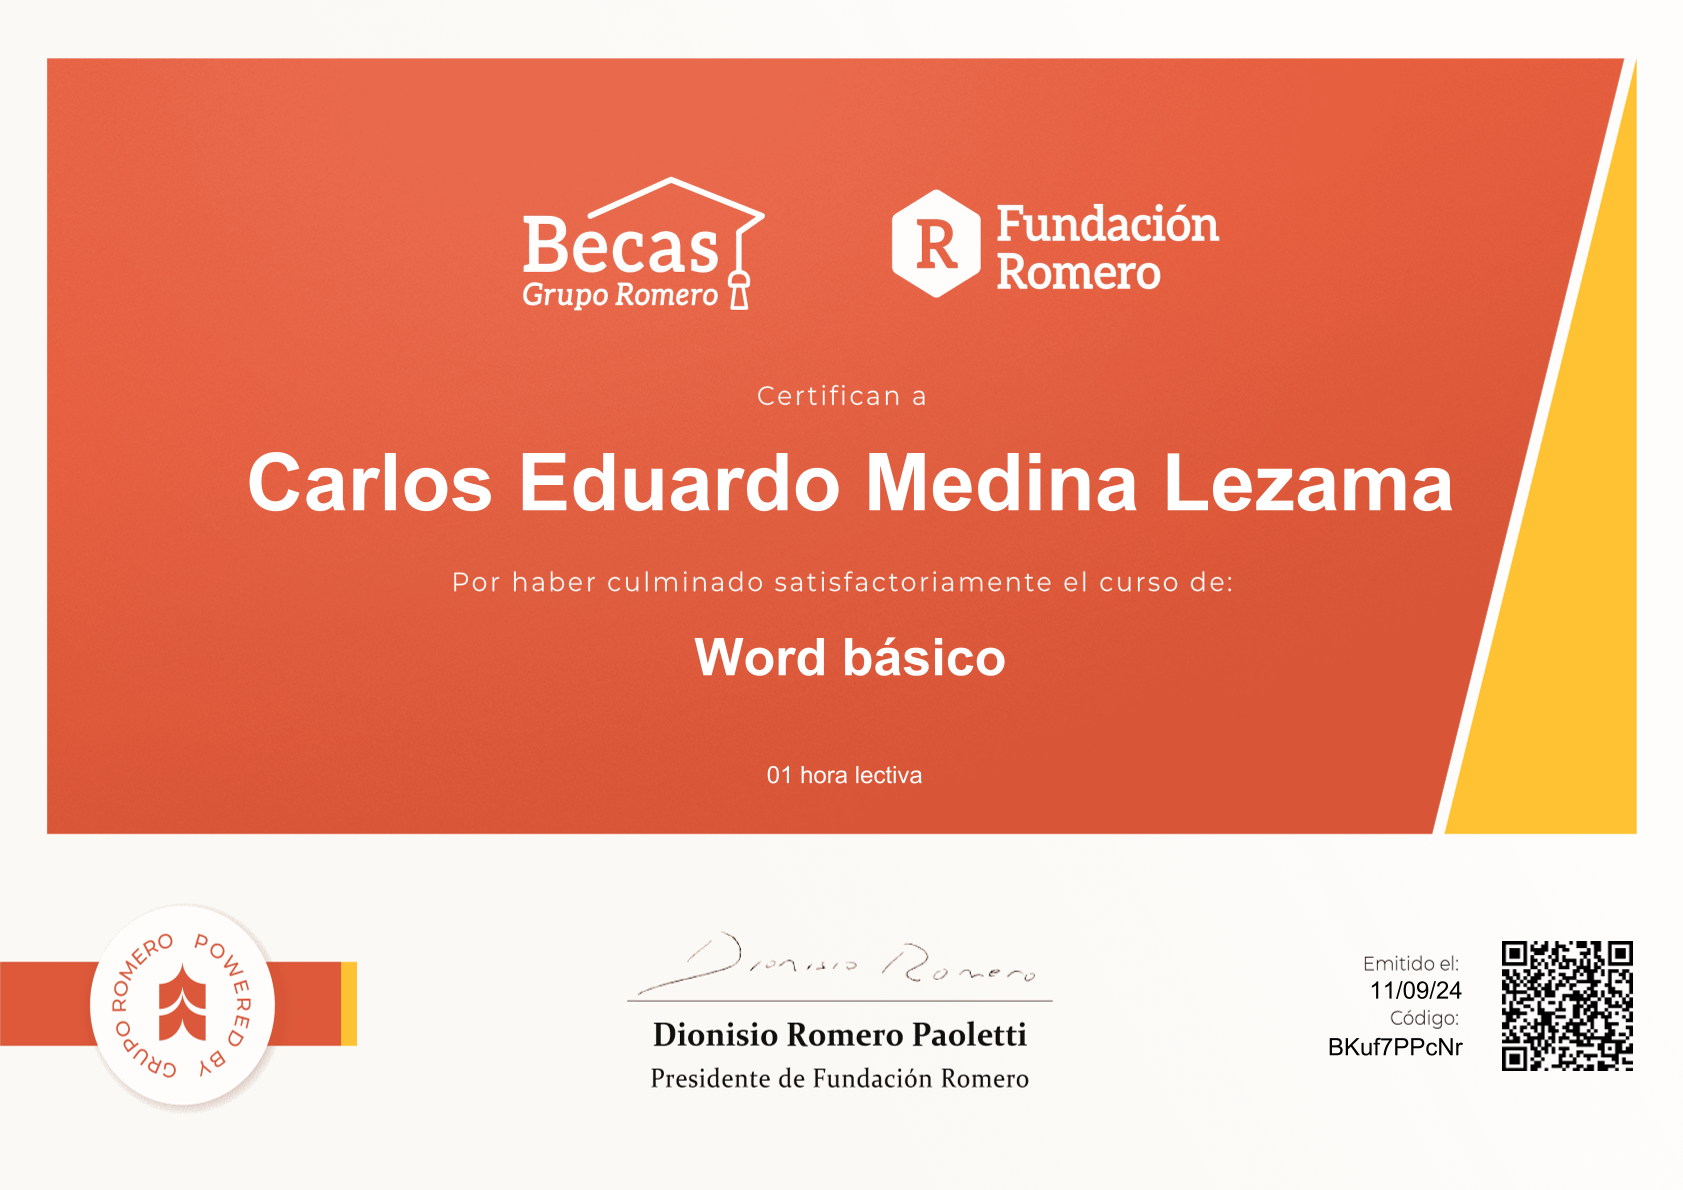 Becas
Grupo Romero
R
Fundación
Romero
Certifican a
Carlos Eduardo Medina Lezama
Por haber culminado satisfactoriamente el curso de:
Word básico
01 hora lectiva
POWERED BY GRUPO ROMERO
Dionisio Romero
Dionisio Romero Paoletti
Presidente de Fundación Romero
Emitido el:
11/09/24
Código:
BKuf7PPcNr